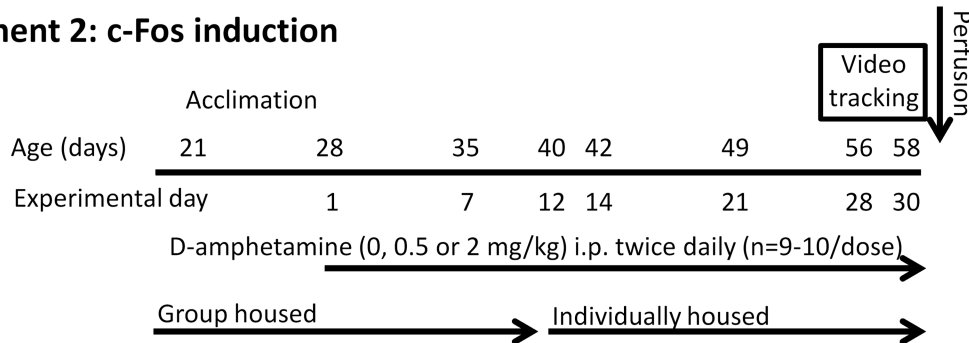 nent 2: c-Fos induction
Perfusion
Video
tracking
Acclimation
Age (days) 21 28 35 40 42 49 56 58
Experimental day 1 7 12 14 21 28 30
D-amphetamine (0, 0.5 or 2 mg/kg) i.p. twice daily (n=9-10/dose)
Group housed Individually housed